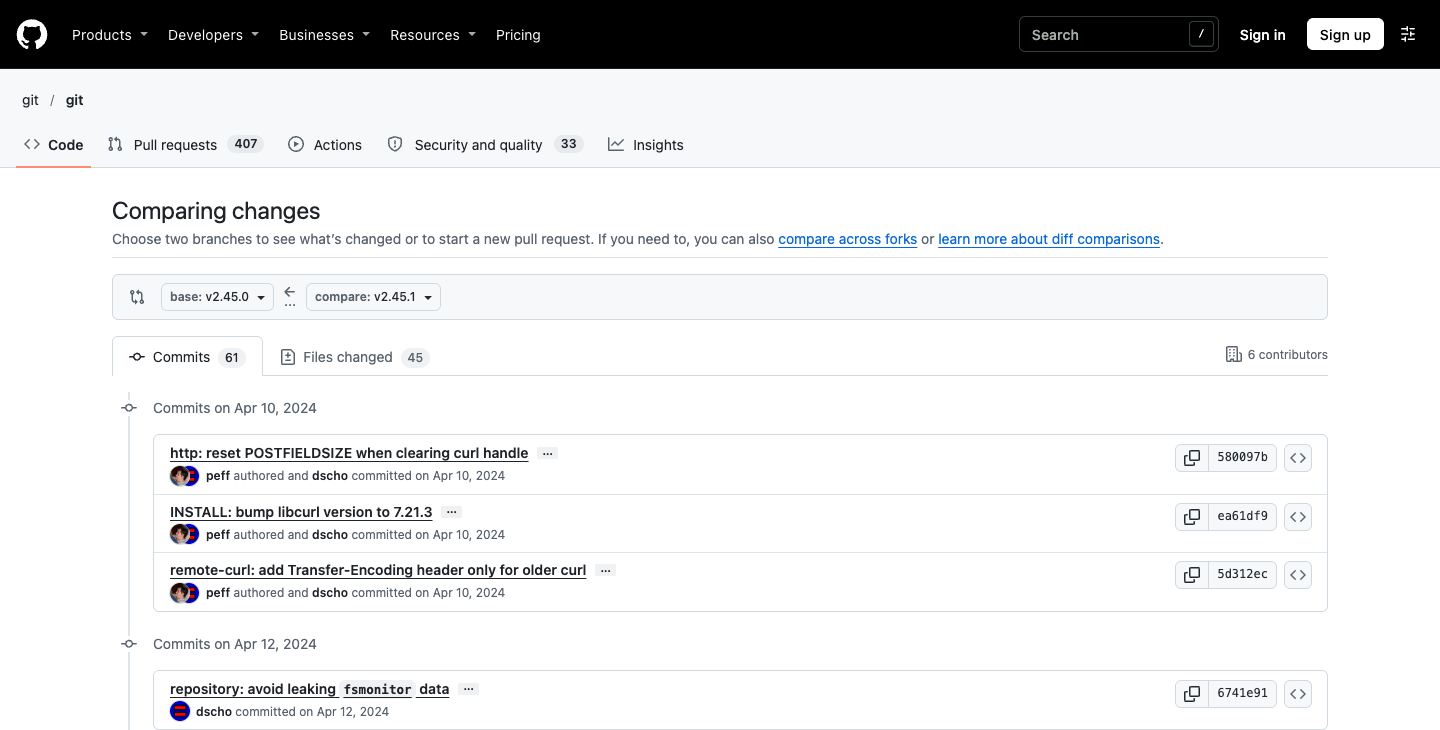 Products Developers Businesses Resources Pricing Search / Sign in Sign up
git / git
Code Pull requests 407 Actions Security and quality 33 Insights
Comparing changes
Choose two branches to see what's changed or to start a new pull request. If you need to, you can also compare across forks or learn more about diff comparisons.
base: v2.45.0 ... compare: v2.45.1
Commits 61 Files changed 45 6 contributors
Commits on Apr 10, 2024
http: reset POSTFIELDSIZE when clearing curl handle … 580097b
peff authored and dscho committed on Apr 10, 2024
INSTALL: bump libcurl version to 7.21.3 … ea61df9
peff authored and dscho committed on Apr 10, 2024
remote-curl: add Transfer-Encoding header only for older curl … 5d312ec
peff authored and dscho committed on Apr 10, 2024
Commits on Apr 12, 2024
repository: avoid leaking fsmonitor data … 6741e91
dscho committed on Apr 12, 2024